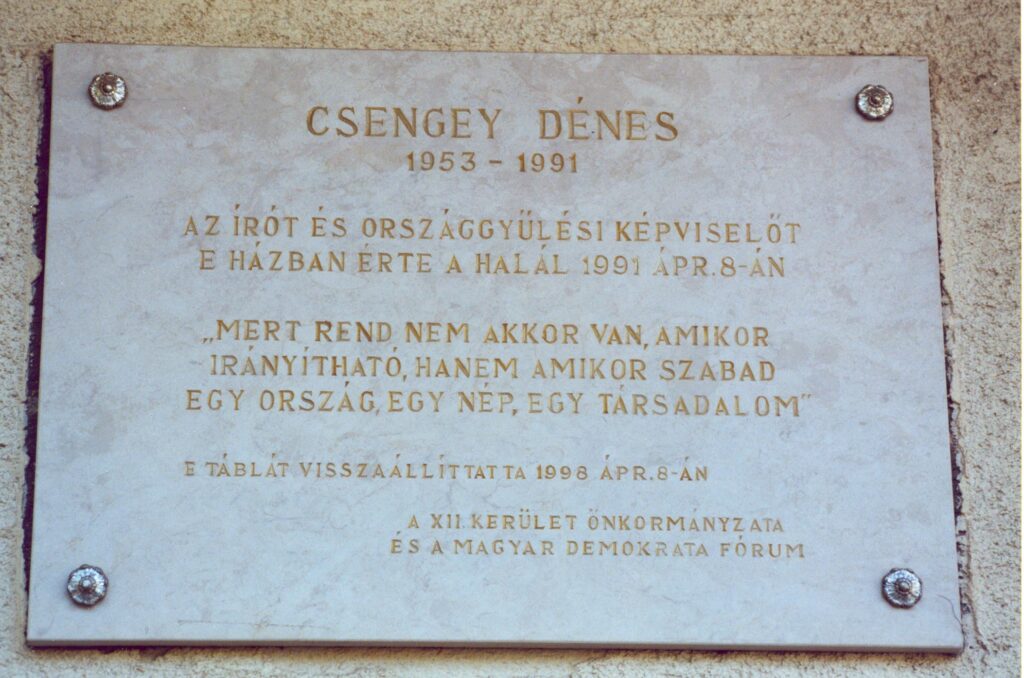 CSENGEY DÉNES
1953 - 1991
AZ ÍRÓT ÉS ORSZÁGGYŰLÉSI KÉPVISELŐT
E HÁZBAN ÉRTE A HALÁL 1991 ÁPR. 8-ÁN
„MERT REND NEM AKKOR VAN, AMIKOR
IRÁNYÍTHATÓ, HANEM AMIKOR SZABAD
EGY ORSZÁG, EGY NÉP, EGY TÁRSADALOM"
E TÁBLÁT VISSZAÁLLÍTTATTA 1998 ÁPR. 8-ÁN
A XII. KERÜLET ÖNKORMÁNYZATA
ÉS A MAGYAR DEMOKRATA FÓRUM